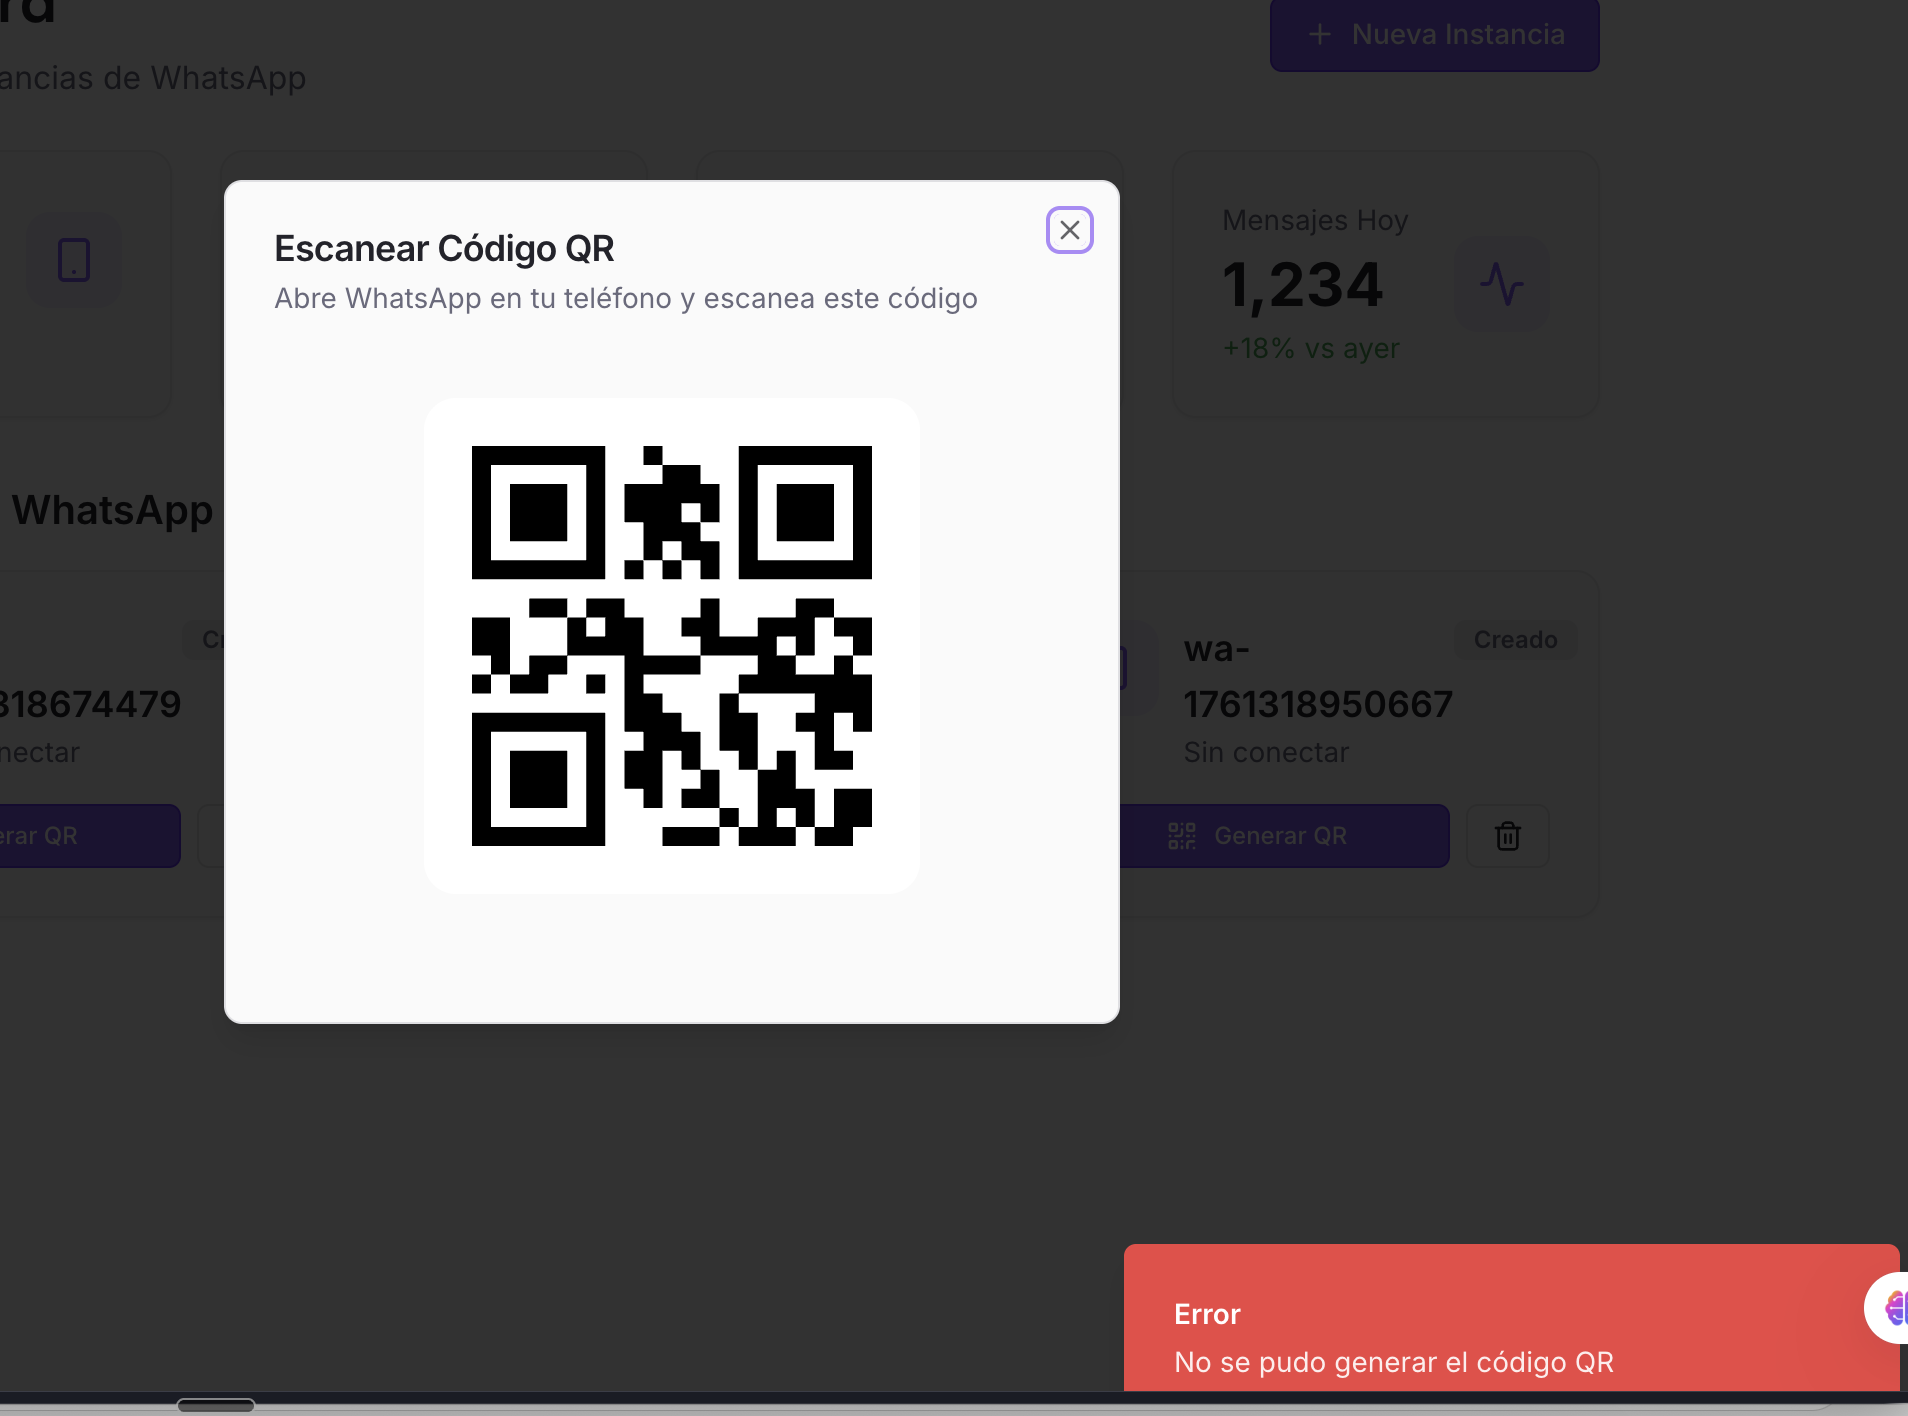 rd
ancias de WhatsApp
Nueva Instancia
Mensajes Hoy
1,234
+18% vs ayer
Escanear Código QR
Abre WhatsApp en tu teléfono y escanea este código
WhatsApp
318674479
nectar
erar QR
wa-
1761318950667
Creado
Sin conectar
Generar QR
Error
No se pudo generar el código QR